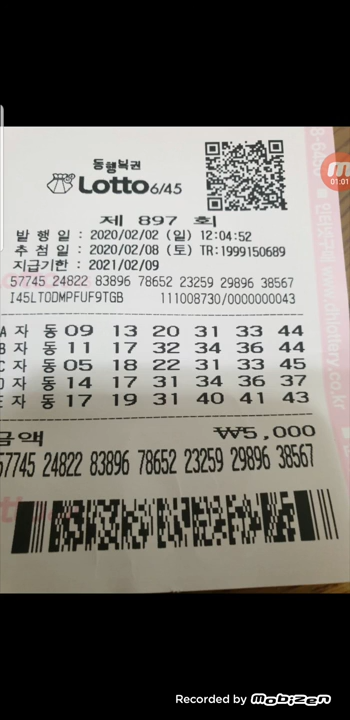 동행복권
Lotto 6/45
제 897 회
발 행 일 : 2020/02/02 (일) 12:04:52
추 첨 일 : 2020/02/08 (토) TR:1999150689
지급기한 : 2021/02/09
57745 24822 83896 78652 23259 29896 38567
I45LTODMPFUF9TGB 111008730/0000000043
A 자 동 09 13 20 31 33 44
B 자 동 11 17 32 34 36 44
C 자 동 05 18 22 31 33 45
D 자 동 14 17 31 34 36 37
E 자 동 17 19 31 40 41 43
금액 ₩5,000
57745 24822 83896 78652 23259 29896 38567
01:01
Recorded by mobizen